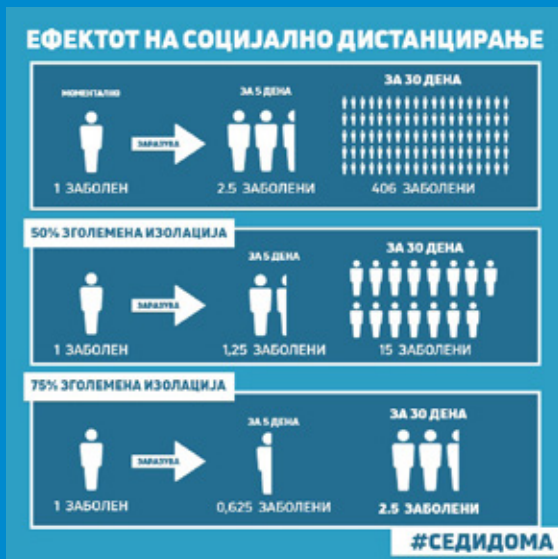 ЕФЕКТОТ НА СОЦИЈАЛНО ДИСТАНЦИРАЊЕ
МОМЕНТАЛНО
ЗА 5 ДЕНА
ЗА 30 ДЕНА
ЗАРАЗУВА
1 ЗАБОЛЕН
2.5 ЗАБОЛЕНИ
406 ЗАБОЛЕНИ
50% ЗГОЛЕМЕНА ИЗОЛАЦИЈА
ЗА 5 ДЕНА
ЗА 30 ДЕНА
ЗАРАЗУВА
1 ЗАБОЛЕН
1,25 ЗАБОЛЕНИ
15 ЗАБОЛЕНИ
75% ЗГОЛЕМЕНА ИЗОЛАЦИЈА
ЗА 5 ДЕНА
ЗА 30 ДЕНА
ЗАРАЗУВА
1 ЗАБОЛЕН
0,625 ЗАБОЛЕНИ
2.5 ЗАБОЛЕНИ
#СЕДИДОМА